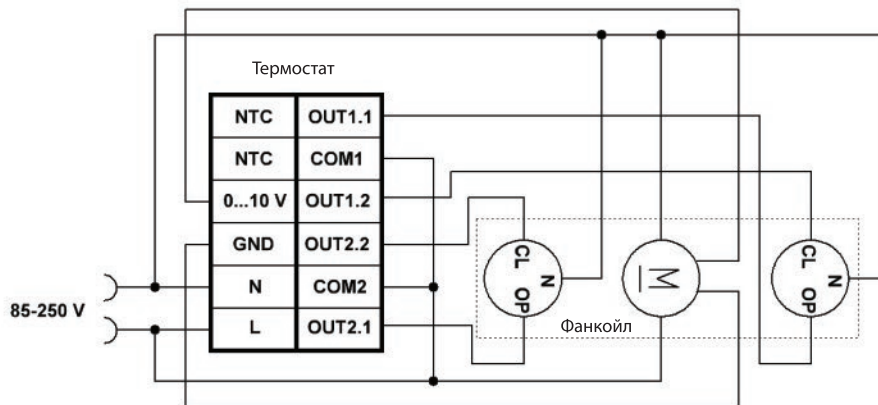 Термостат
NTC OUT1.1
NTC COM1
0...10 V OUT1.2
GND OUT2.2
N COM2
L OUT2.1
85-250 V
CL
N
OP
M
CL
N
OP
Фанкойл